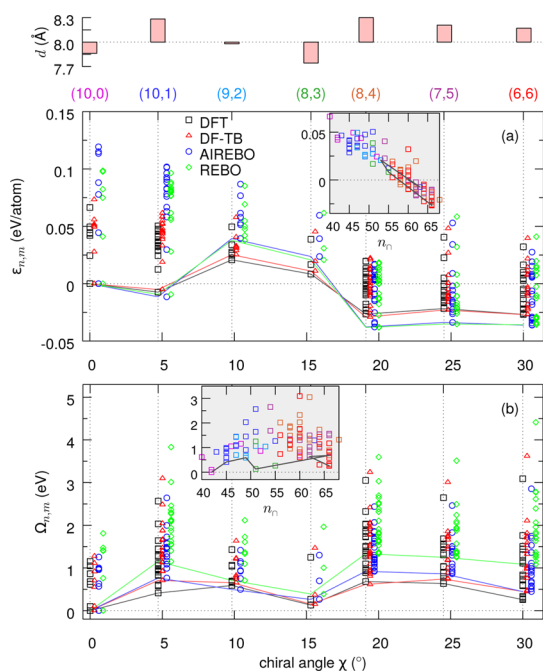 8.3
8.0
7.7
d (Å)
(10,0) (10,1) (9,2) (8,3) (8,4) (7,5) (6,6)
0.15
0.1
0.05
0
-0.05
εn,m (eV/atom)
DFT
DF-TB
AIREBO
REBO
(a)
0.05
0
-0.05
40 45 50 55 60 65
n∩
0 5 10 15 20 25 30
(b)
5
4
3
2
1
0
Ωn,m (eV)
3
2
1
0
40 45 50 55 60 65
n∩
0 5 10 15 20 25 30
chiral angle χ (°)